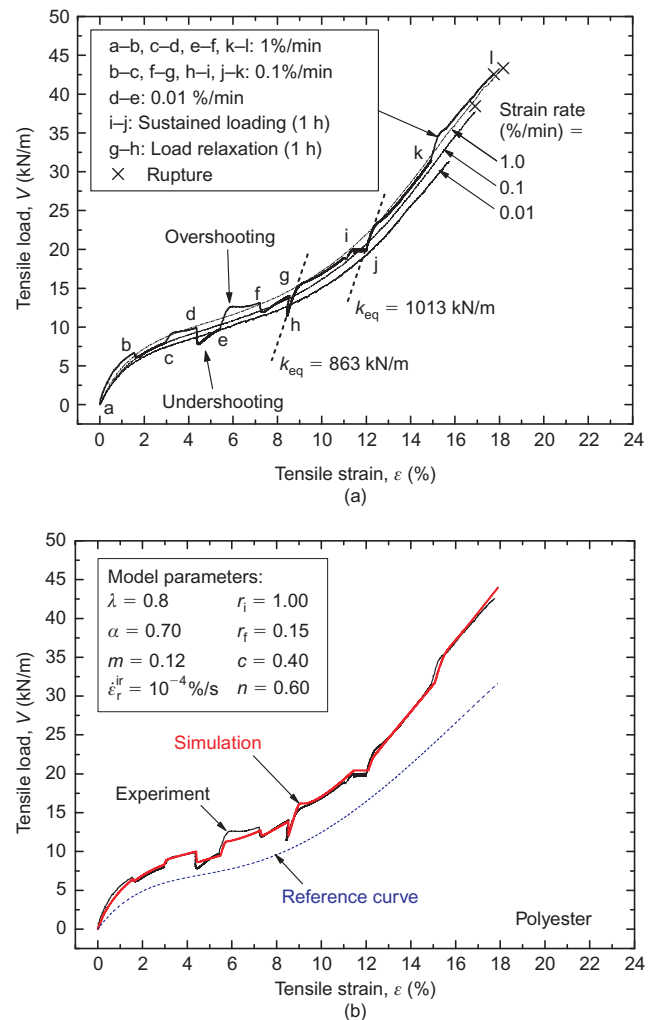 50
45
40
35
30
25
20
15
10
5
0
Tensile load, V (kN/m)
a–b, c–d, e–f, k–l: 1%/min
b–c, f–g, h–i, j–k: 0.1%/min
d–e: 0.01 %/min
i–j: Sustained loading (1 h)
g–h: Load relaxation (1 h)
× Rupture
l
Strain rate
(%/min) =
1.0
0.1
0.01
k
Overshooting
i
j
g
f
d
h
b
c
e
a
Undershooting
k_eq = 1013 kN/m
k_eq = 863 kN/m
0 2 4 6 8 10 12 14 16 18 20 22 24
Tensile strain, ε (%)
(a)
50
45
40
35
30
25
20
15
10
5
0
Tensile load, V (kN/m)
Model parameters:
λ = 0.8 r_i = 1.00
α = 0.70 r_f = 0.15
m = 0.12 c = 0.40
ε̇_r^ir = 10⁻⁴%/s n = 0.60
Simulation
Experiment
Reference curve
Polyester
0 2 4 6 8 10 12 14 16 18 20 22 24
Tensile strain, ε (%)
(b)